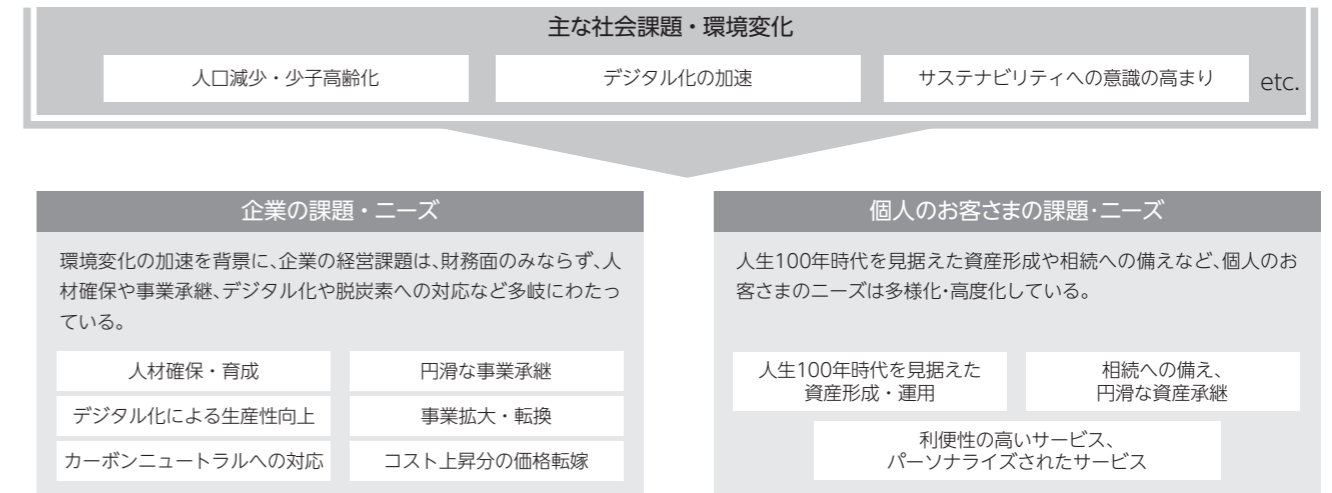 主な社会課題・環境変化
人口減少・少子高齢化
デジタル化の加速
サステナビリティへの意識の高まり
etc.
企業の課題・ニーズ
環境変化の加速を背景に、企業の経営課題は、財務面のみならず、人
材確保や事業承継、デジタル化や脱炭素への対応など多岐にわたっ
ている。
人材確保・育成
円滑な事業承継
デジタル化による生産性向上
事業拡大・転換
カーボンニュートラルへの対応
コスト上昇分の価格転嫁
個人のお客さまの課題・ニーズ
人生100年時代を見据えた資産形成や相続への備えなど、個人のお
客さまのニーズは多様化・高度化している。
人生100年時代を見据えた
資産形成・運用
相続への備え、
円滑な資産承継
利便性の高いサービス、
パーソナライズされたサービス